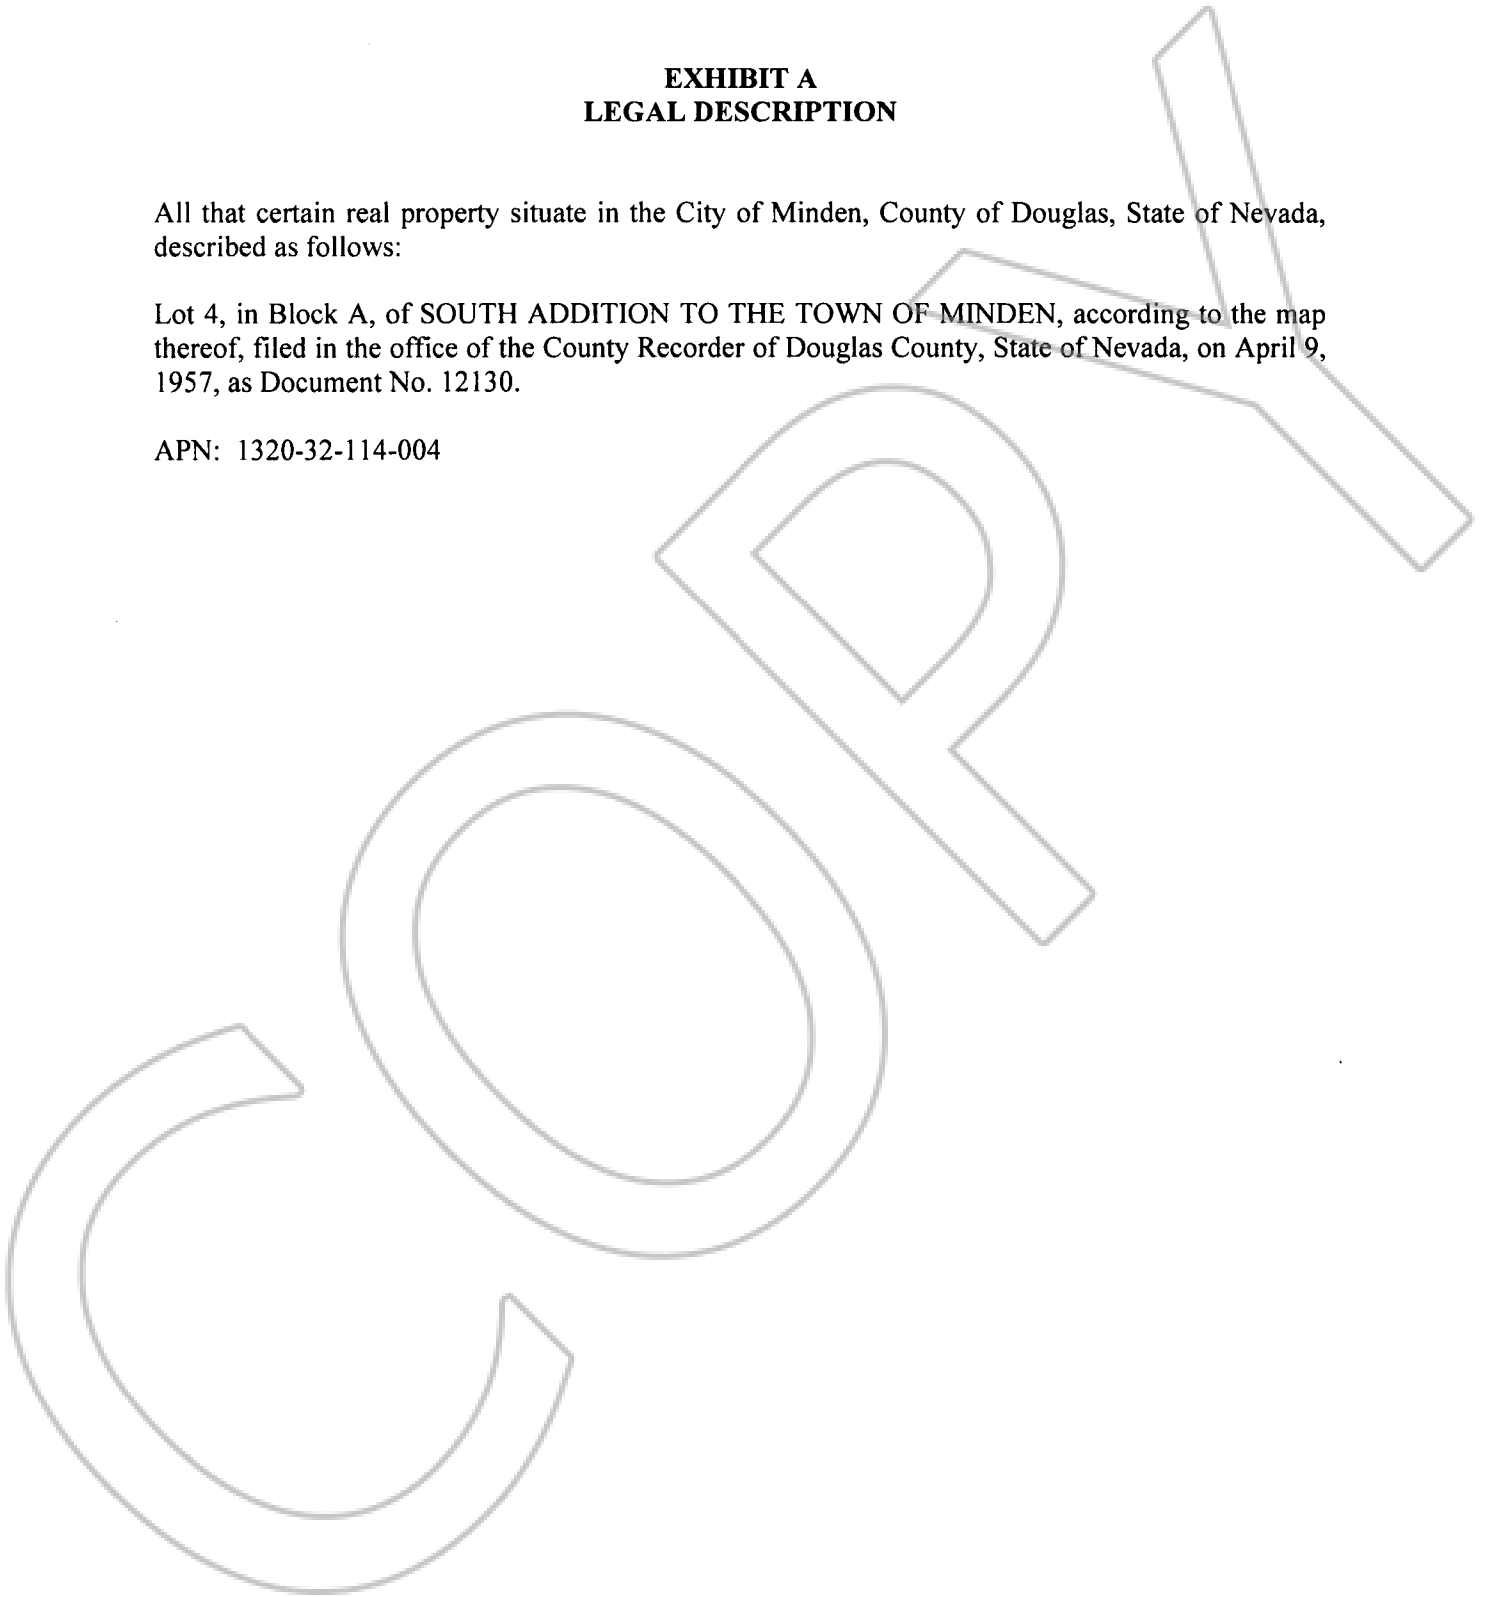 EXHIBIT A
LEGAL DESCRIPTION
All that certain real property situate in the City of Minden, County of Douglas, State of Nevada,
described as follows:
Lot 4, in Block A, of SOUTH ADDITION TO THE TOWN OF MINDEN, according to the map
thereof, filed in the office of the County Recorder of Douglas County, State of Nevada, on April 9,
1957, as Document No. 12130.
APN: 1320-32-114-004
COPY